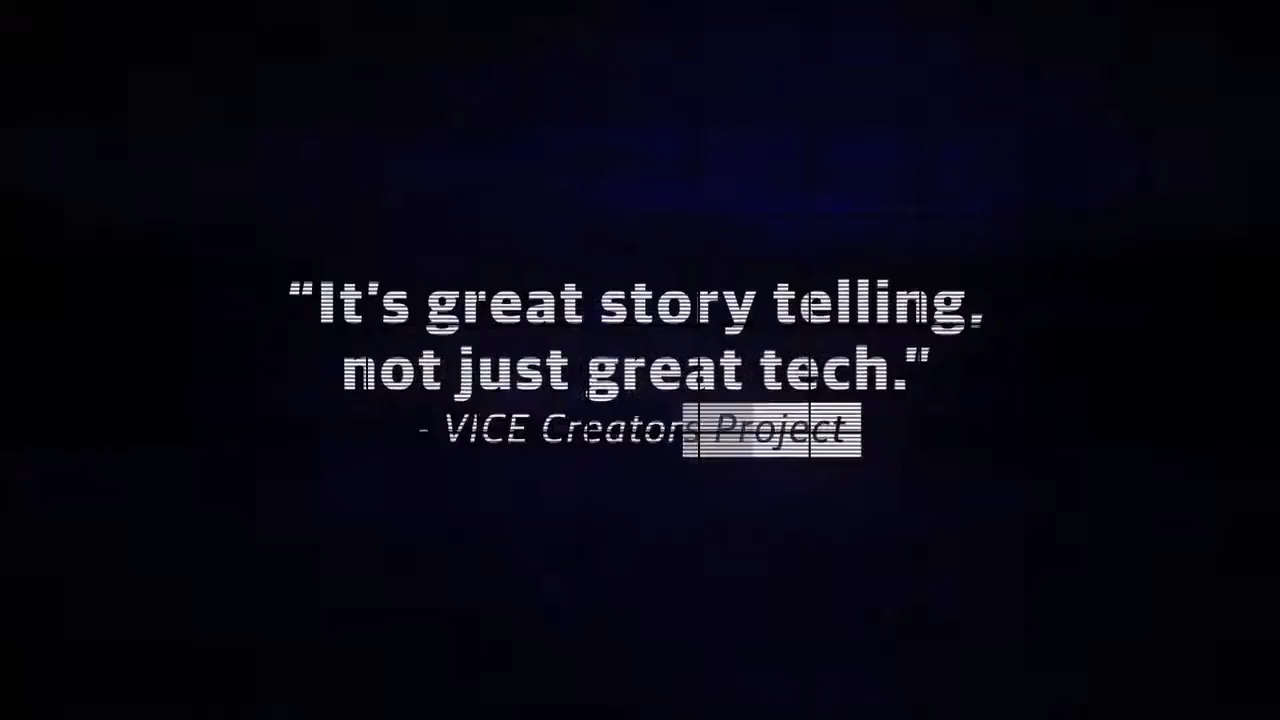 “It's great story telling,
not just great tech.”
- VICE Creators Project